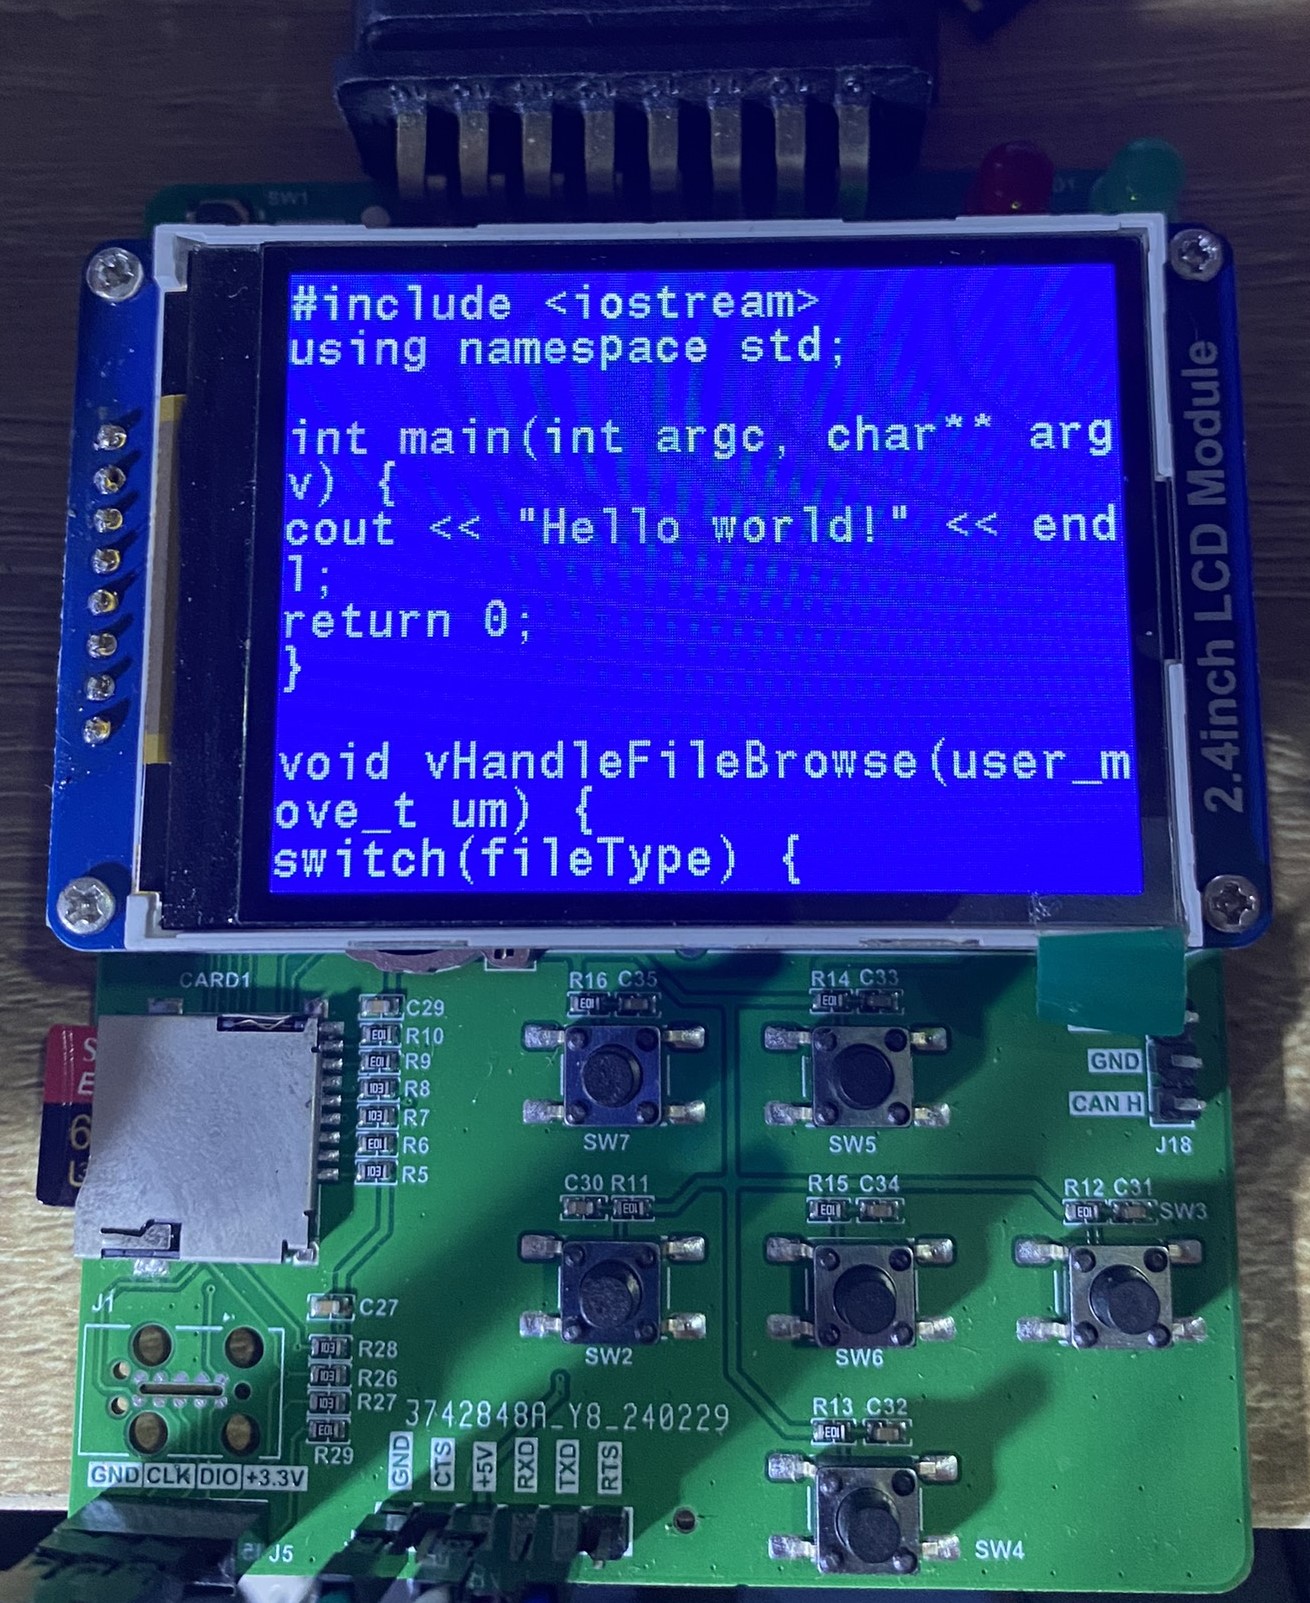 SW1
#include <iostream>
using namespace std;
int main(int argc, char** arg
v) {
cout << "Hello world!" << end
l;
return 0;
}
void vHandleFileBrowse(user_m
ove_t um) {
switch(fileType) {
2.4inch LCD Module
CARD1
C29
R10
R9
R8
R7
R6
R5
R16 C35
R14 C33
SW7
SW5
GND
CAN H
J18
C30 R11
R15 C34
R12 C31
SW3
SW2
SW6
J1
C27
R28
R26
R27
R29
3742848A_Y8_240229
R13 C32
GND CLK DIO +3.3V
GND CTS +5V RXD TXD RTS
J5
SW4